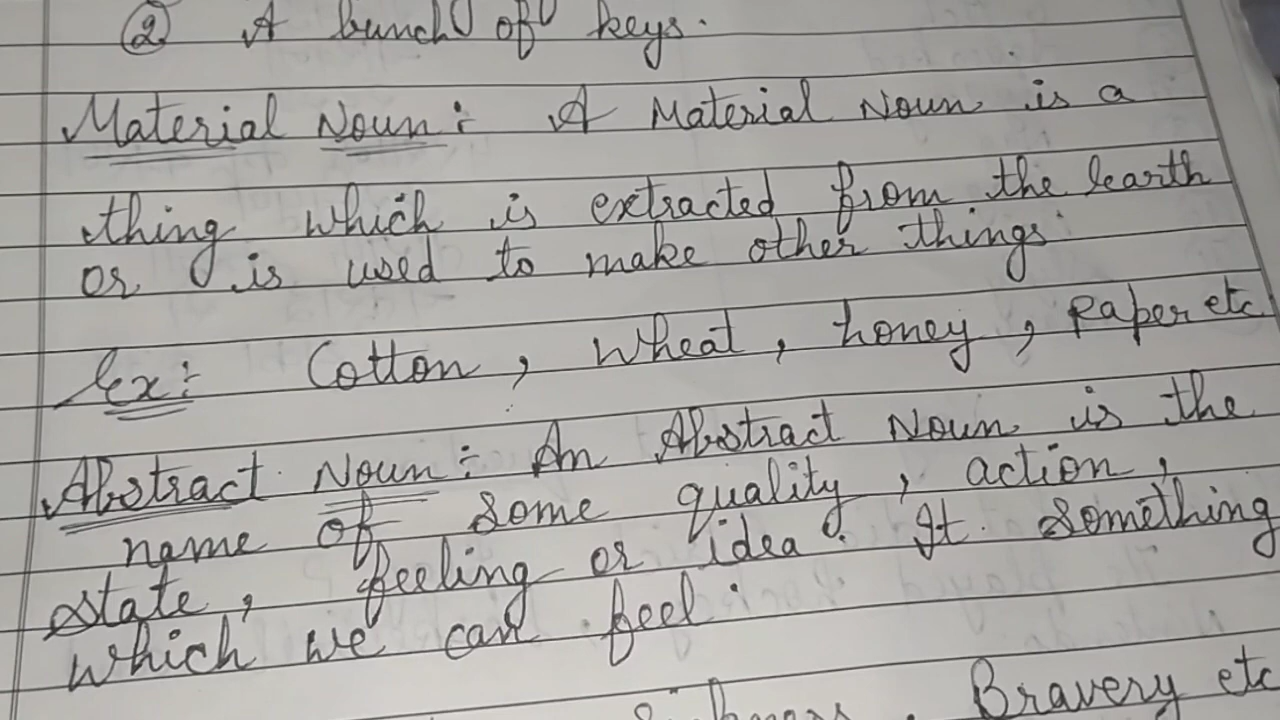 ② A bunch of keys.
Material Noun: A Material Noun is a
thing which is extracted from the earth
or is used to make other things.
Ex: Cotton, Wheat, honey, paper etc
Abstract Noun: An Abstract Noun is the
name of some quality, action,
state, feeling or idea. It something
which we can feel.
Bravery etc